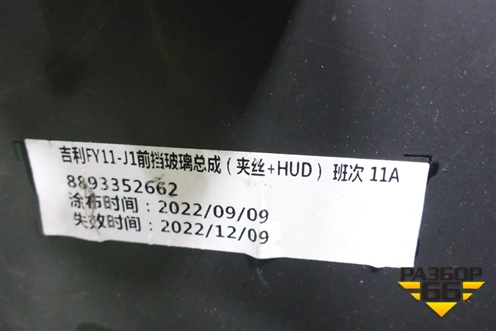 吉利FY11-J1前挡玻璃总成（夹丝+HUD）班次 11A
8893352662
涂布时间：2022/09/09
失效时间：2022/12/09
РАЗБОР
66